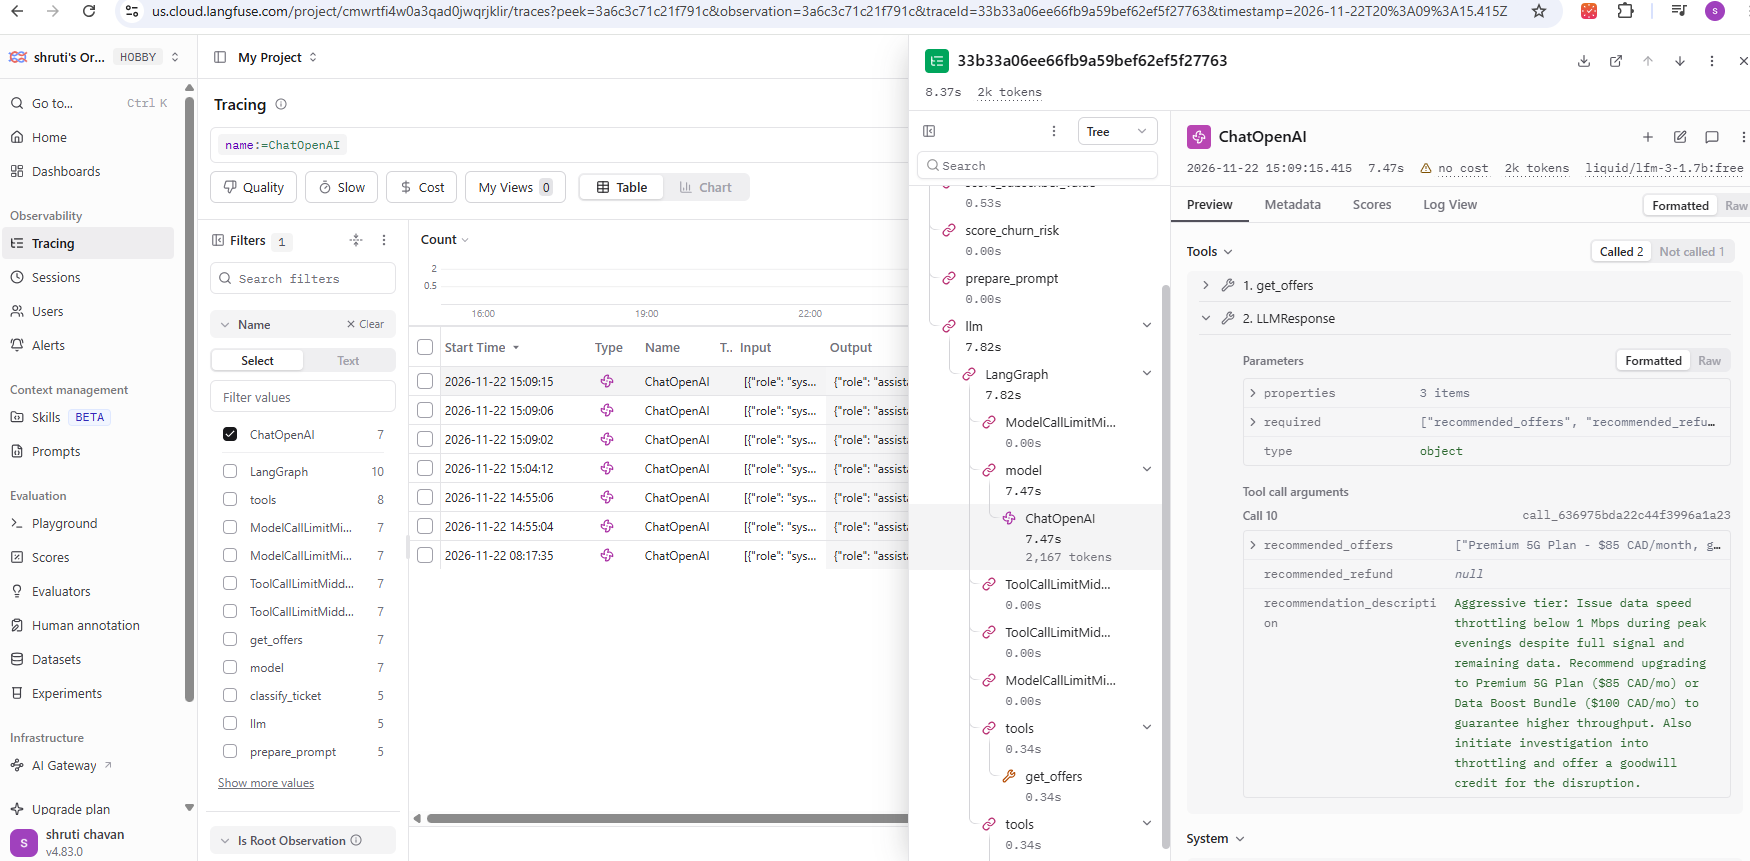 us.cloud.langfuse.com/project/cmwrtfi4w0a3qad0jwqrjklir/traces?peek=3a6c3c71c21f791c&observation=3a6c3c71c21f791c&traceId=33b33a06ee66fb9a59bef62ef5f27763&timestamp=2026-11-22T20%3A09%3A15.415Z
S
shruti's Or...
HOBBY
Go to...
Ctrl K
Home
Dashboards
Observability
Tracing
Sessions
Users
Alerts
Context management
Skills
BETA
Prompts
Evaluation
Playground
Scores
Evaluators
Human annotation
Datasets
Experiments
Infrastructure
AI Gateway
Upgrade plan
S
shruti chavan
v4.83.0
My Project
Tracing
name:=ChatOpenAI
Quality
Slow
$ Cost
My Views 0
Table
Chart
Filters 1
Search filters
Name
Clear
Select
Text
Filter values
ChatOpenAI 7
LangGraph 10
tools 8
ModelCallLimitMi... 7
ModelCallLimitMi... 7
ToolCallLimitMidd... 7
ToolCallLimitMidd... 7
get_offers 7
model 7
classify_ticket 5
llm 5
prepare_prompt 5
Show more values
Is Root Observation
Count
2
0.5
16:00 19:00 22:00
Start Time Type Name T.. Input Output
2026-11-22 15:09:15 ChatOpenAI [{"role": "sys... {"role": "assist
2026-11-22 15:09:06 ChatOpenAI [{"role": "sys... {"role": "assist
2026-11-22 15:09:02 ChatOpenAI [{"role": "sys... {"role": "assist
2026-11-22 15:04:12 ChatOpenAI [{"role": "sys... {"role": "assist
2026-11-22 14:55:06 ChatOpenAI [{"role": "sys... {"role": "assist
2026-11-22 14:55:04 ChatOpenAI [{"role": "sys... {"role": "assist
2026-11-22 08:17:35 ChatOpenAI [{"role": "sys... {"role": "assist
33b33a06ee66fb9a59bef62ef5f27763
8.37s 2k tokens
Tree
Search
0.53s
score_churn_risk
0.00s
prepare_prompt
0.00s
llm
7.82s
LangGraph
7.82s
ModelCallLimitMi...
0.00s
model
7.47s
ChatOpenAI
7.47s
2,167 tokens
ToolCallLimitMid...
0.00s
ToolCallLimitMid...
0.00s
ModelCallLimitMi...
0.00s
tools
0.34s
get_offers
0.34s
tools
0.34s
ChatOpenAI
2026-11-22 15:09:15.415 7.47s no cost 2k tokens liquid/lfm-3-1.7b:free
Preview Metadata Scores Log View
Formatted Raw
Tools
Called 2 Not called 1
1. get_offers
2. LLMResponse
Parameters
Formatted Raw
properties 3 items
required ["recommended_offers", "recommended_refu...
type object
Tool call arguments
Call 10 call_636975bda22c44f3996a1a23
recommended_offers ["Premium 5G Plan - $85 CAD/month, g...
recommended_refund null
recommendation_descripti
on
Aggressive tier: Issue data speed
throttling below 1 Mbps during peak
evenings despite full signal and
remaining data. Recommend upgrading
to Premium 5G Plan ($85 CAD/mo) or
Data Boost Bundle ($100 CAD/mo) to
guarantee higher throughput. Also
initiate investigation into
throttling and offer a goodwill
credit for the disruption.
System